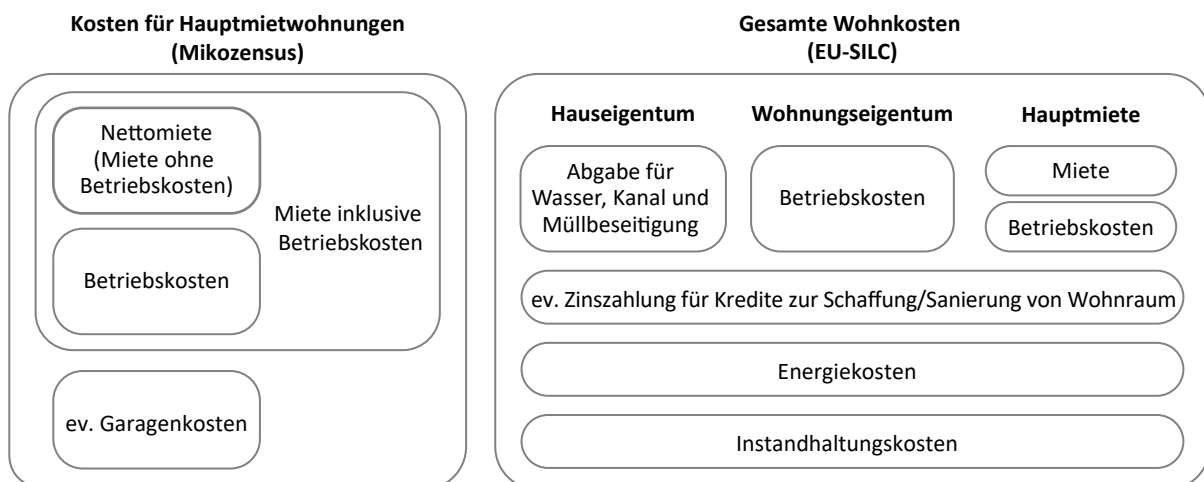 Kosten für Hauptmietwohnungen
(Mikozensus)
Nettomiete
(Miete ohne
Betriebskosten)
Miete inklusive
Betriebskosten
Betriebskosten
ev. Garagenkosten
Gesamte Wohnkosten
(EU-SILC)
Hauseigentum
Wohnungseigentum
Hauptmiete
Abgabe für
Wasser, Kanal und
Müllbeseitigung
Betriebskosten
Miete
Betriebskosten
ev. Zinszahlung für Kredite zur Schaffung/Sanierung von Wohnraum
Energiekosten
Instandhaltungskosten